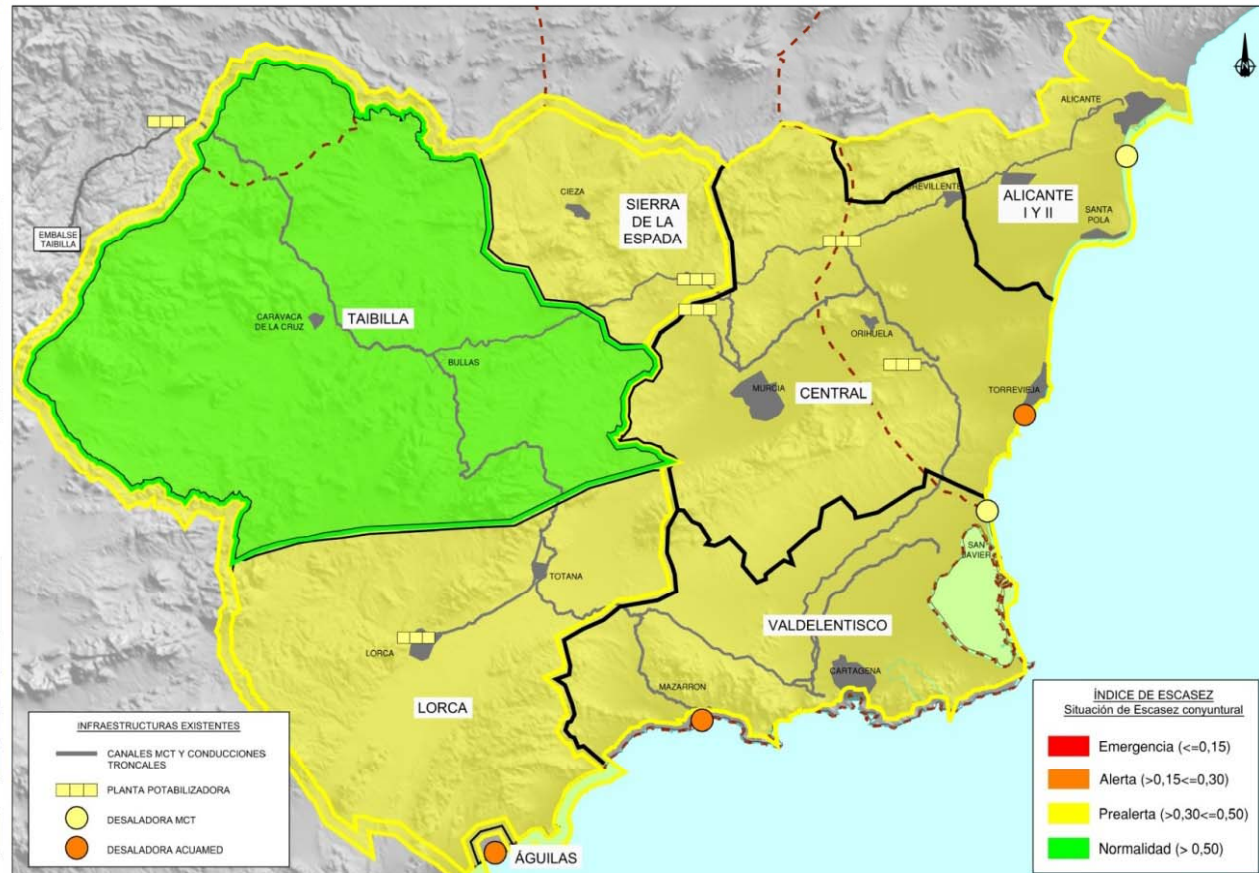 ALICANTE
CREVILLENTE
ALICANTE
I Y II
SANTA
POLA
CIEZA
SIERRA
DE LA
ESPADA
EMBALSE
TAIBILLA
CARAVACA
DE LA CRUZ
TAIBILLA
BULLAS
ORIHUELA
MURCIA
CENTRAL
TORREVIEJA
SAN
JAVIER
TOTANA
VALDELENTISCO
LORCA
CARTAGENA
MAZARRON
LORCA
ÁGUILAS
INFRAESTRUCTURAS EXISTENTES
CANALES MCT Y CONDUCCIONES
TRONCALES
PLANTA POTABILIZADORA
DESALADORA MCT
DESALADORA ACUAMED
ÍNDICE DE ESCASEZ
Situación de Escasez conyuntural
Emergencia (<=0,15)
Alerta (>0,15<=0,30)
Prealerta (>0,30<=0,50)
Normalidad (> 0,50)
N